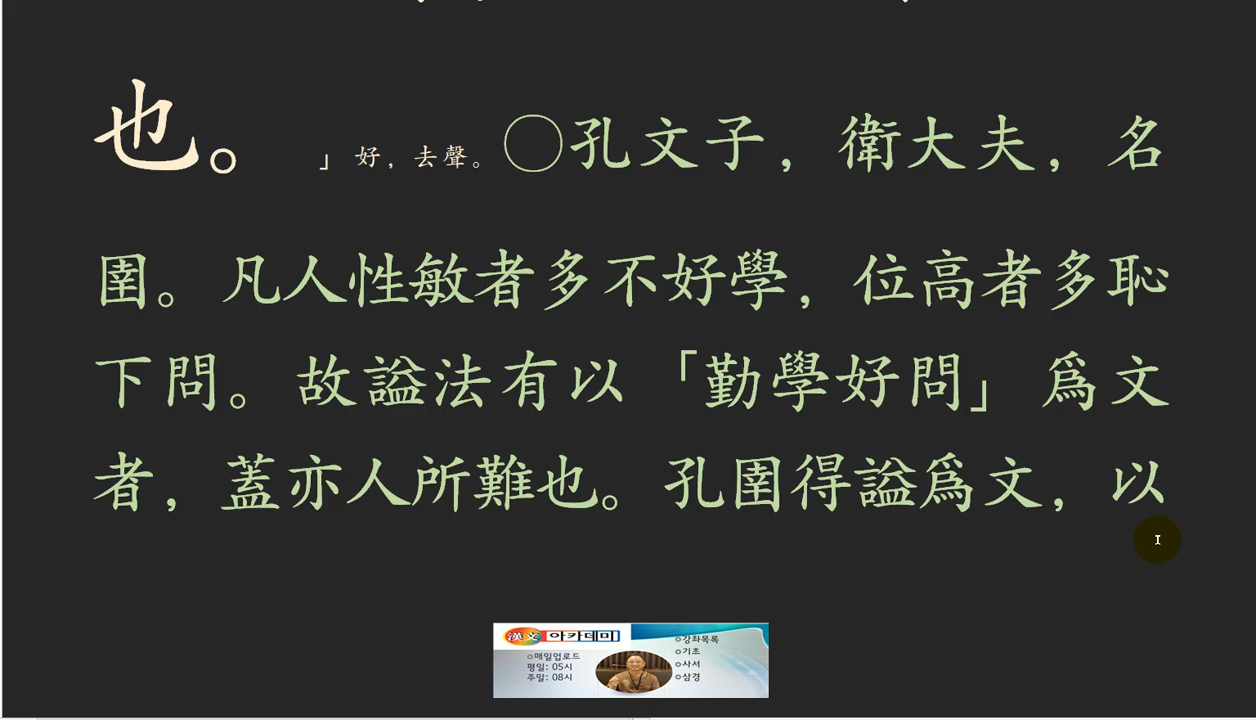 也。 」好，去聲。◯孔文子，衛大夫，名
圉。凡人性敏者多不好學，位高者多恥
下問。故謚法有以「勤學好問」爲文
者，蓋亦人所難也。孔圉得謚爲文，以
漢文 아카데미
◎매일업로드
평일: 05시
주말: 08시
◎강좌목록
◎기초
◎사서
◎삼경